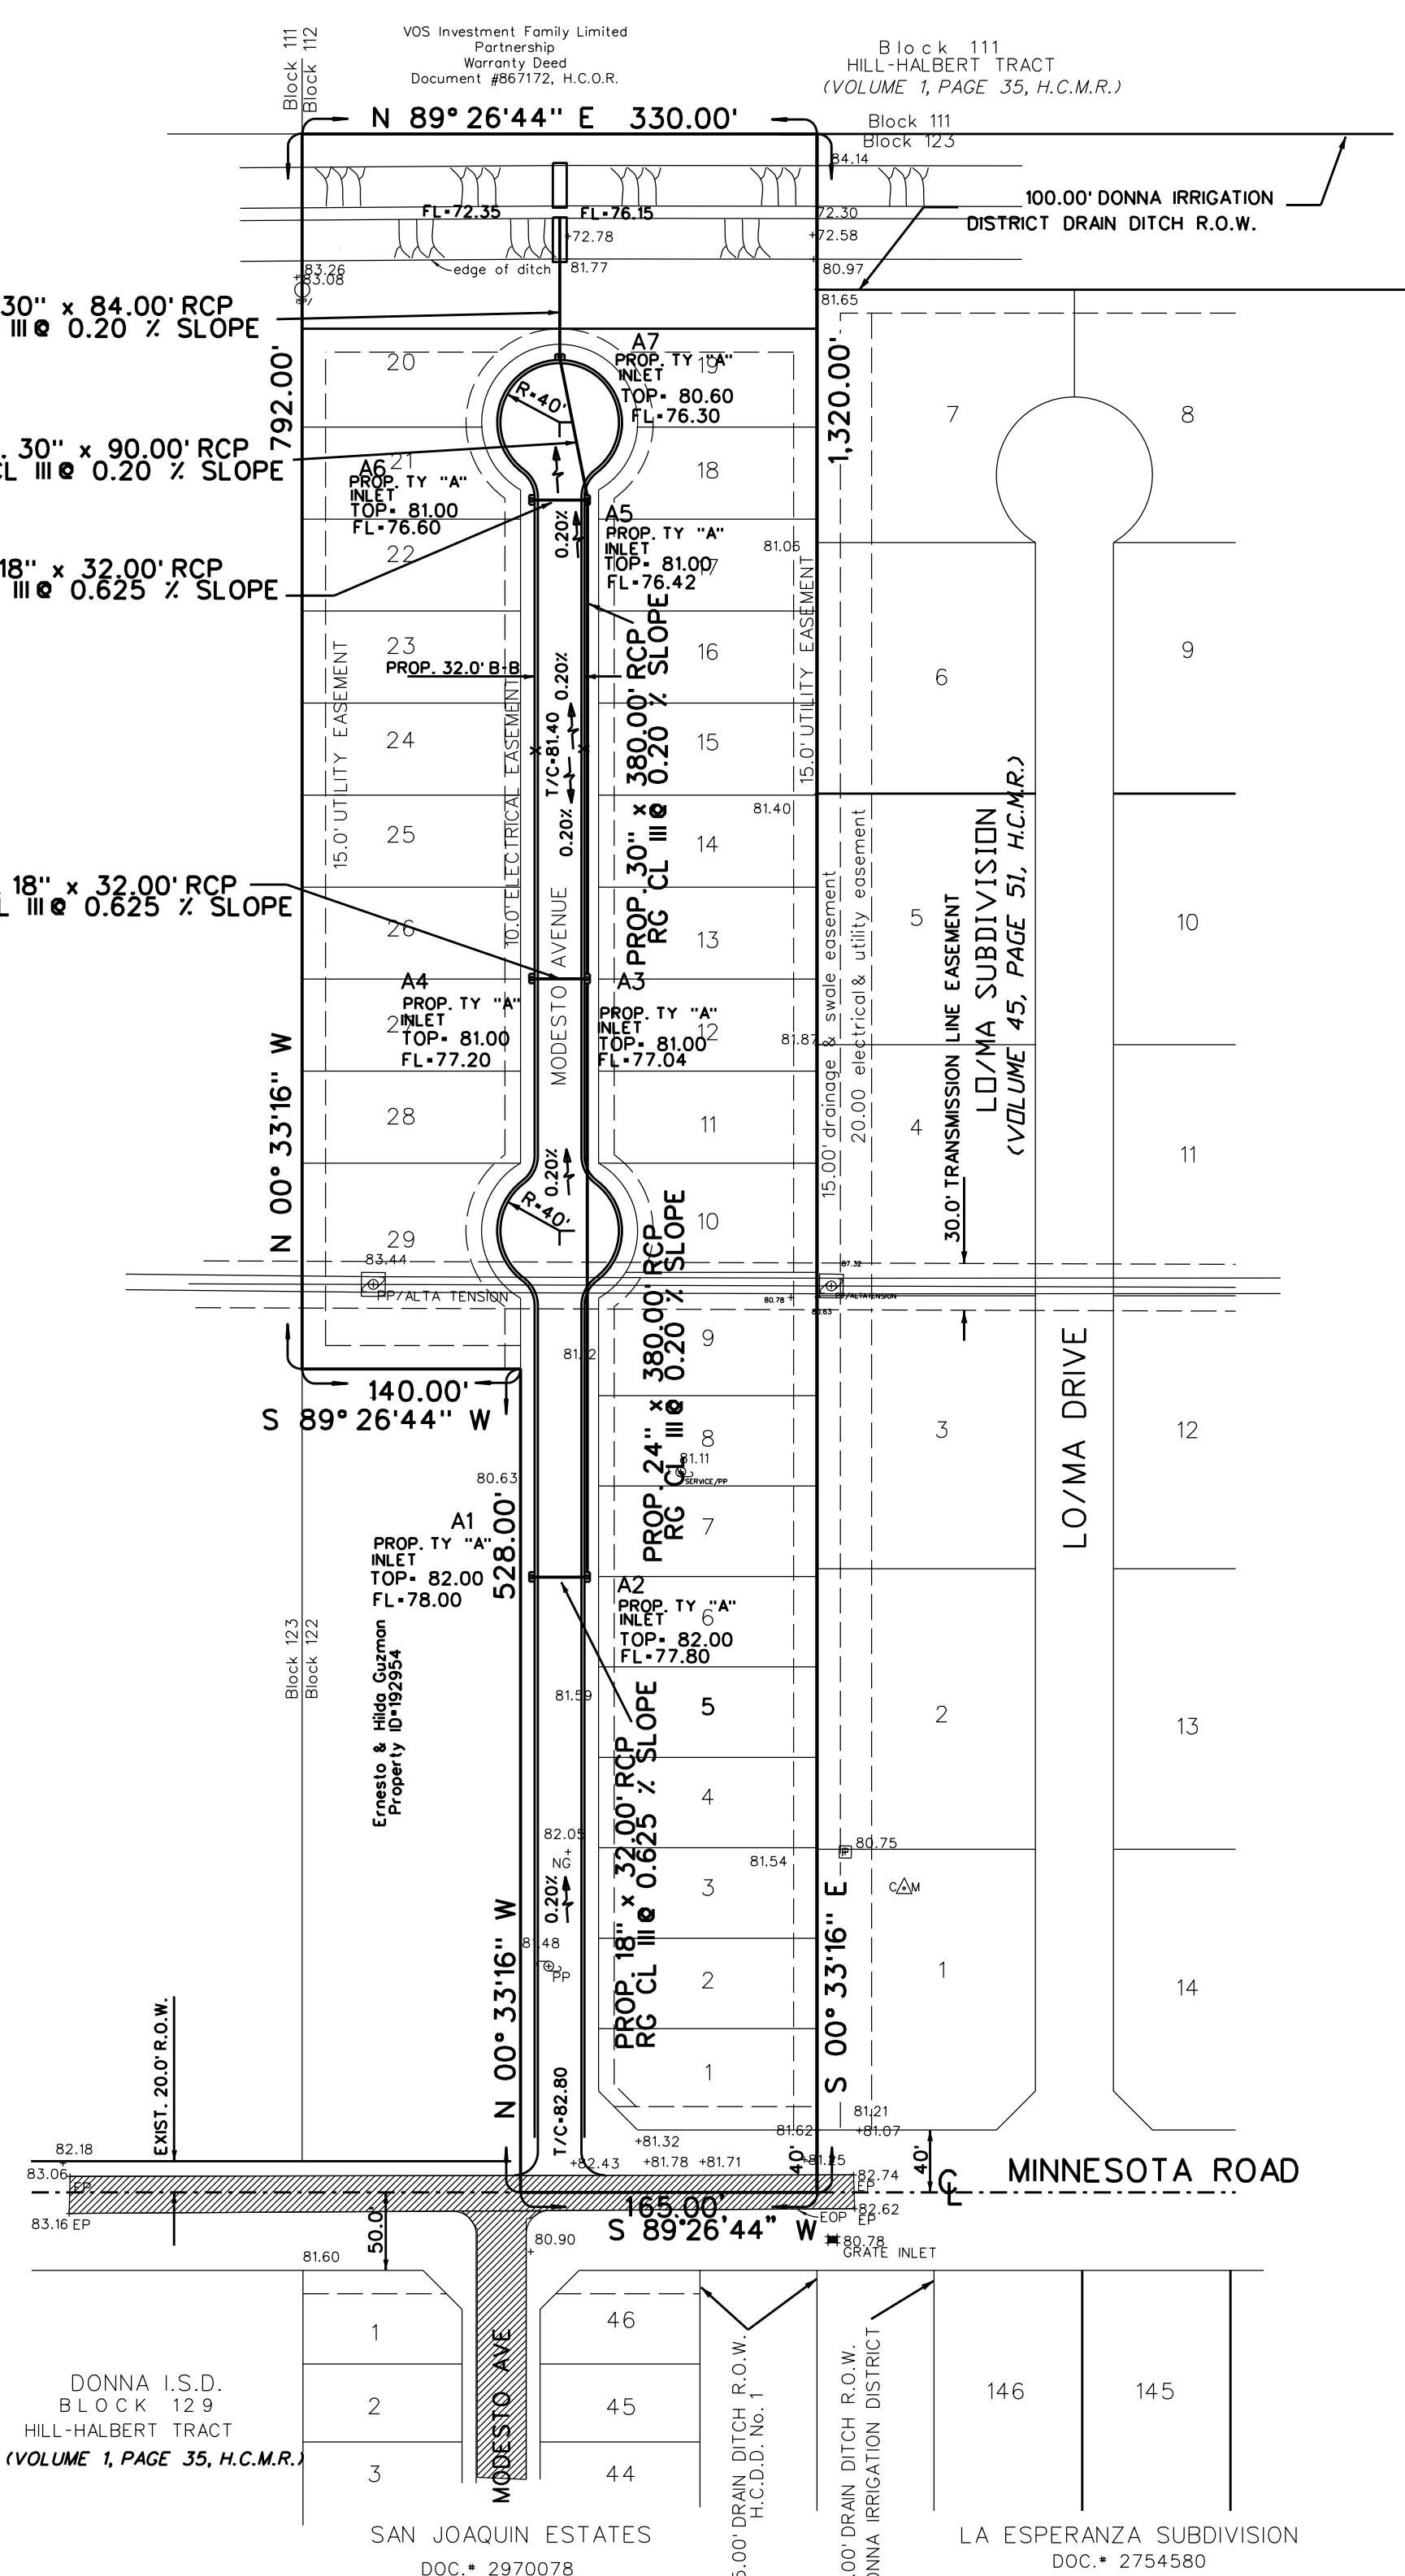 Block 111
Block 112
VOS Investment Family Limited
Partnership
Warranty Deed
Document #867172, H.C.O.R.
Block 111
HILL-HALBERT TRACT
(VOLUME 1, PAGE 35, H.C.M.R.)
N 89° 26'44" E 330.00'
Block 111
Block 123
84.14
100.00' DONNA IRRIGATION
DISTRICT DRAIN DITCH R.O.W.
FL=72.35
FL=76.15
72.30
+72.78
+72.58
edge of ditch
81.77
80.97
83.26
83.08
81.65
30" x 84.00' RCP
III@ 0.20 % SLOPE
792.00'
1,320.00'
20
A7
PROP. TY "A"
INLET
TOP= 80.60
FL=76.30
19
R=40'
7
8
30" x 90.00' RCP
CL III@ 0.20 % SLOPE
21
A6
PROP. TY "A"
INLET
TOP= 81.00
FL=76.60
18
A5
PROP. TY "A"
INLET
TOP= 81.00
FL=76.42
0.20%
81.06
17
22
18" x 32.00' RCP
III@ 0.625 % SLOPE
23
PROP. 32.0' B-B
0.20%
16
6
9
15.0' UTILITY EASEMENT
10.0' ELECTRICAL EASEMENT
15.0' UTILITY EASEMENT
24
T/C=81.40
15
PROP. 30" x 380.00' RCP
RG CL III@ 0.20 % SLOPE
81.40
25
0.20%
14
18" x 32.00' RCP
III@ 0.625 % SLOPE
26
MODESTO AVENUE
13
5
10
15.00' drainage & swale easement
20.00 electrical & utility easement
30.0' TRANSMISSION LINE EASEMENT
LO/MA SUBDIVISION
(VOLUME 45, PAGE 51, H.C.M.R.)
A4
PROP. TY "A"
INLET
TOP= 81.00
FL=77.20
27
A3
PROP. TY "A"
INLET
TOP= 81.00
FL=77.04
12
81.87
N 00° 33'16" W
28
11
4
11
0.20%
R=40'
10
29
83.44
PP/ALTA TENSION
87.32
80.78 +
PP/ALTA TENSION
80.63
PROP. 24" x 380.00' RCP
RG CL III@ 0.20 % SLOPE
9
81.12
140.00'
S 89° 26'44" W
LO/MA DRIVE
8
81.11
SERVICE/PP
3
12
80.63
528.00'
7
A1
PROP. TY "A"
INLET
TOP= 82.00
FL=78.00
A2
PROP. TY "A"
INLET
TOP= 82.00
FL=77.80
6
Block 123
Block 122
Ernesto & Hilda Guzman
Property ID#192954
81.59
5
2
13
PROP. 18" x 32.00' RCP
RG CL III@ 0.625 % SLOPE
4
82.05
NG
81.54
80.75
3
C M
0.20%
N 00° 33'16" W
S 00° 33'16" E
81.48
PP
2
1
14
EXIST. 20.0' R.O.W.
1
T/C=82.80
81.21
81.62
+81.07
+81.32
82.18
83.06
EP
+82.43
+81.78
+81.71
40'
+81.25
40'
82.74
EP
CL
MINNESOTA ROAD
83.16 EP
165.00'
S 89°26'44" W
EOP
82.62
EP
50.0'
80.90
80.78
GRATE INLET
81.60
1
46
2
45
3
44
MODESTO AVE
DRAIN DITCH R.O.W.
H.C.D.D. No. 1
DRAIN DITCH R.O.W.
DONNA IRRIGATION DISTRICT
146
145
DONNA I.S.D.
BLOCK 129
HILL-HALBERT TRACT
(VOLUME 1, PAGE 35, H.C.M.R.)
SAN JOAQUIN ESTATES
DOC.# 2970078
LA ESPERANZA SUBDIVISION
DOC.# 2754580